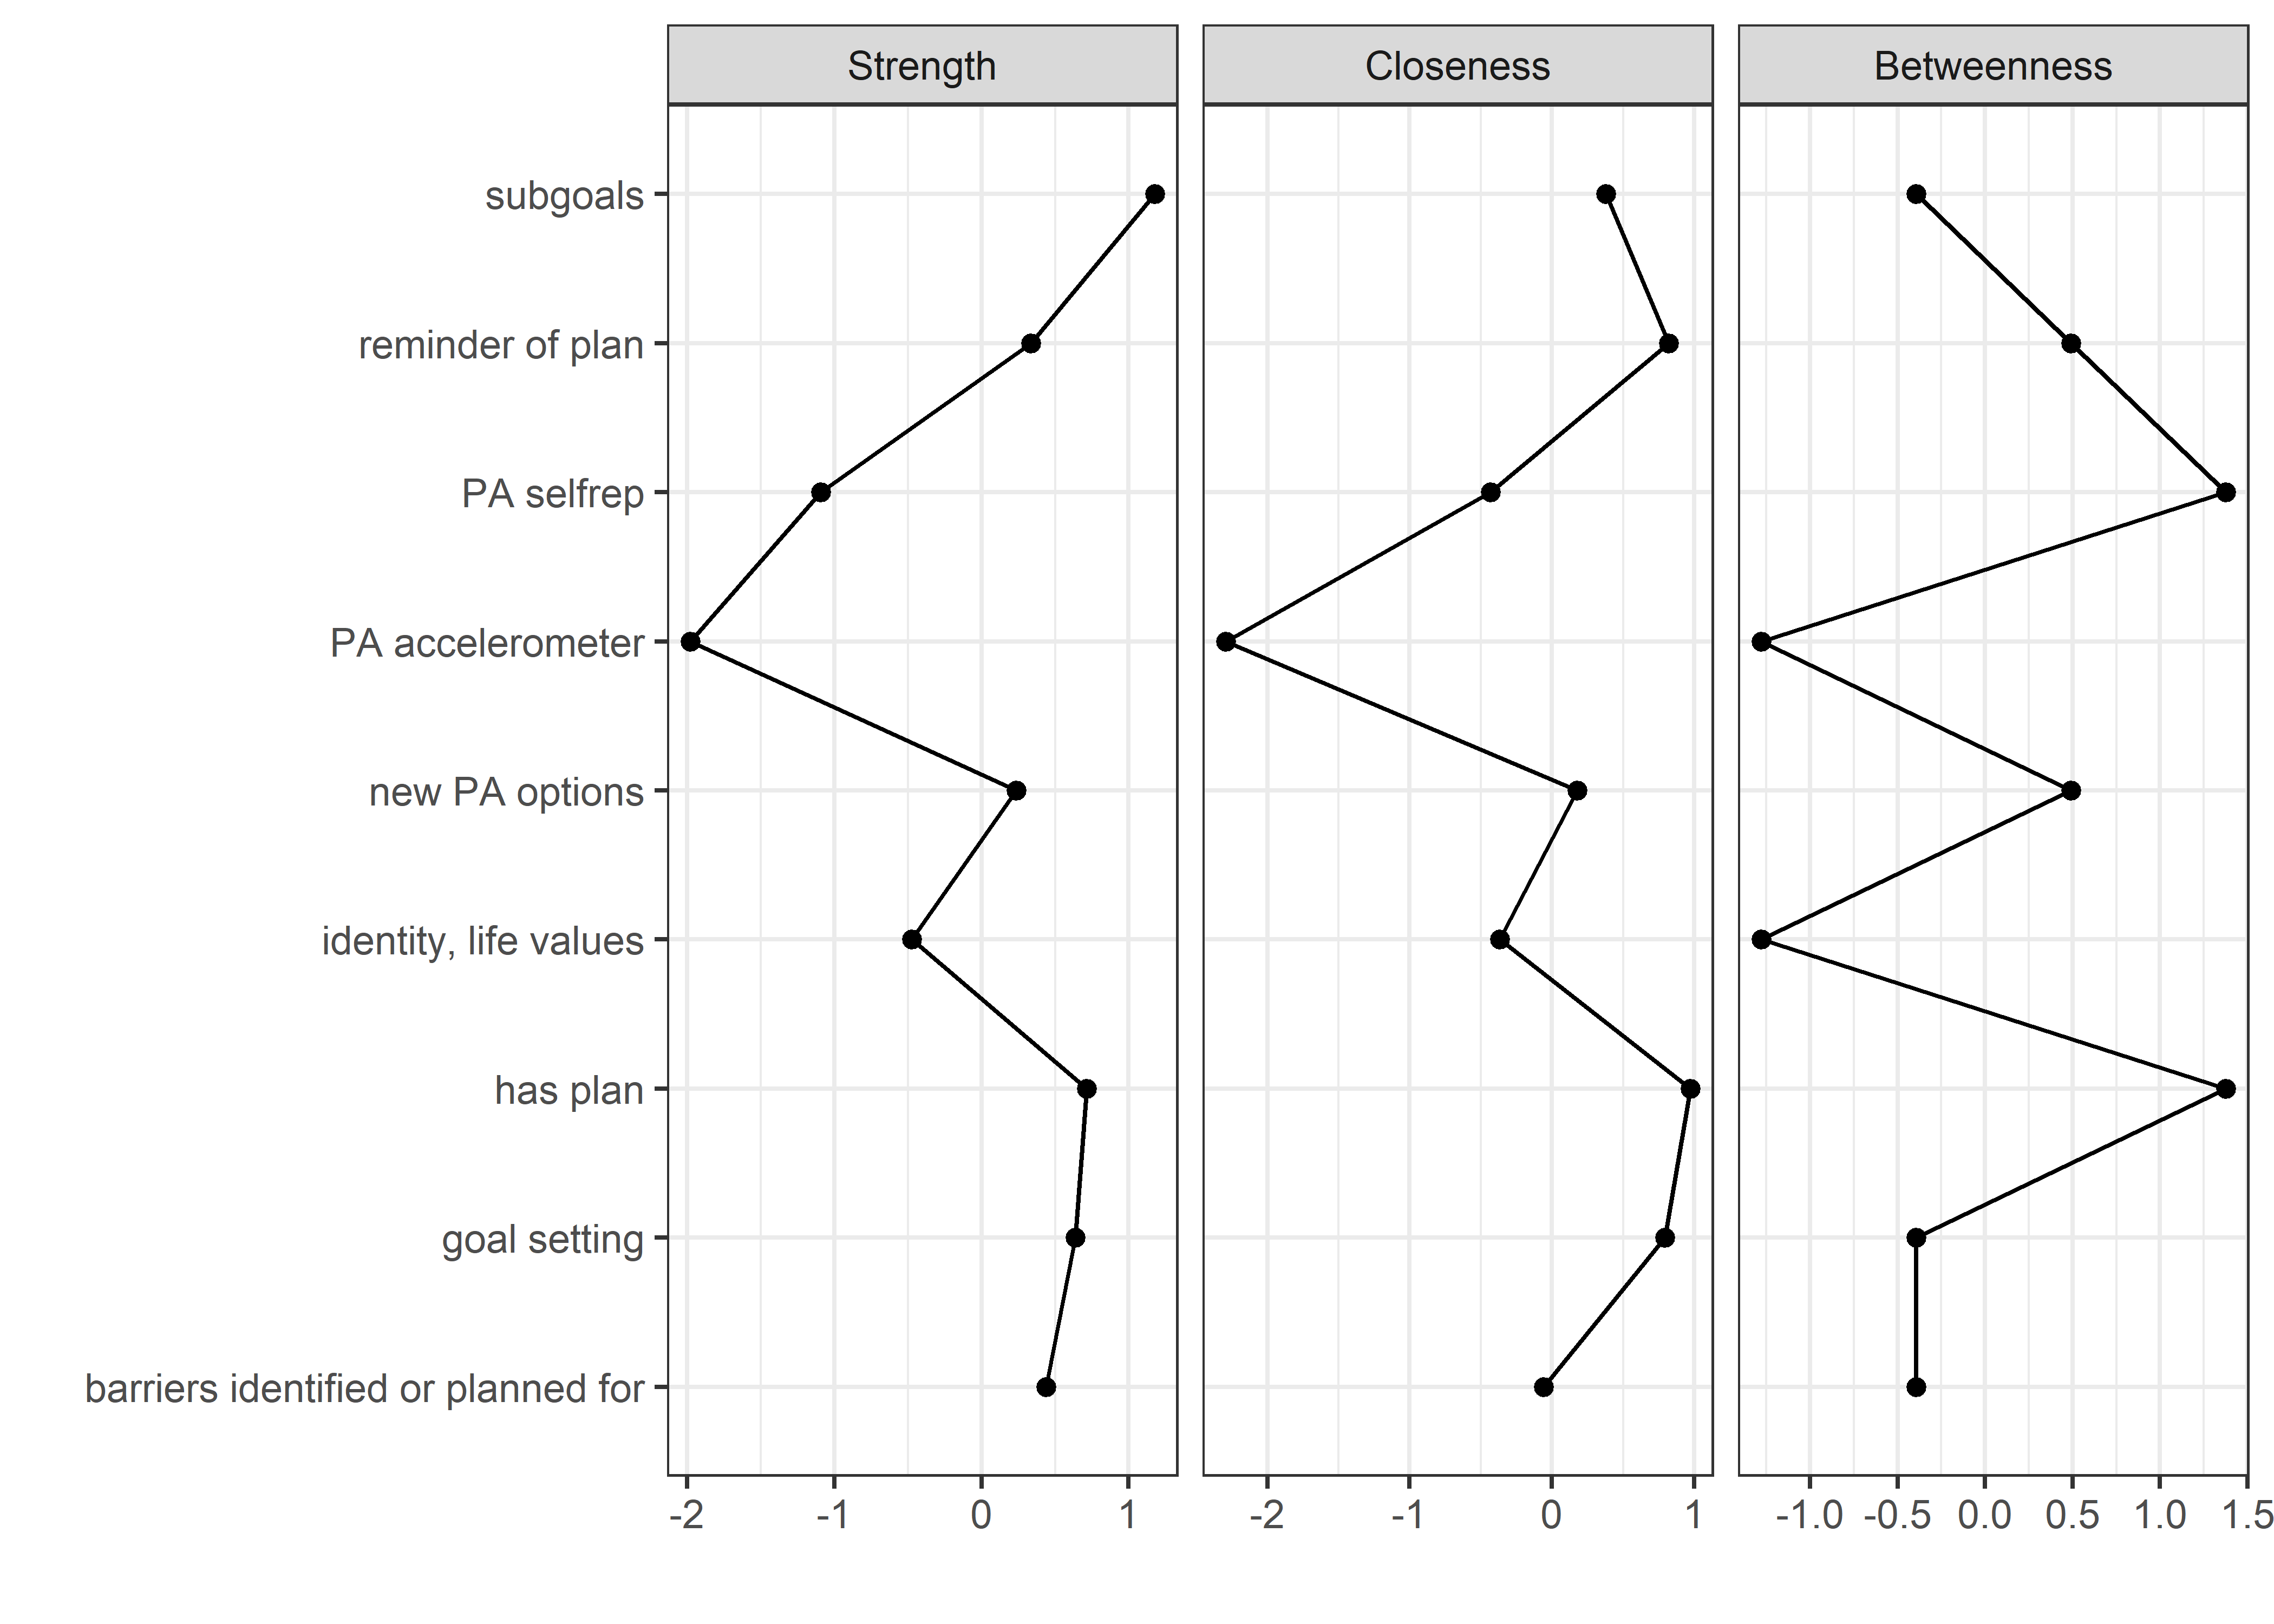 Strength Closeness Betweenness
subgoals
reminder of plan
PA selfrep
PA accelerometer
new PA options
identity, life values
has plan
goal setting
barriers identified or planned for
-2 -1 0 1 -2 -1 0 1 -1.0 -0.5 0.0 0.5 1.0 1.5